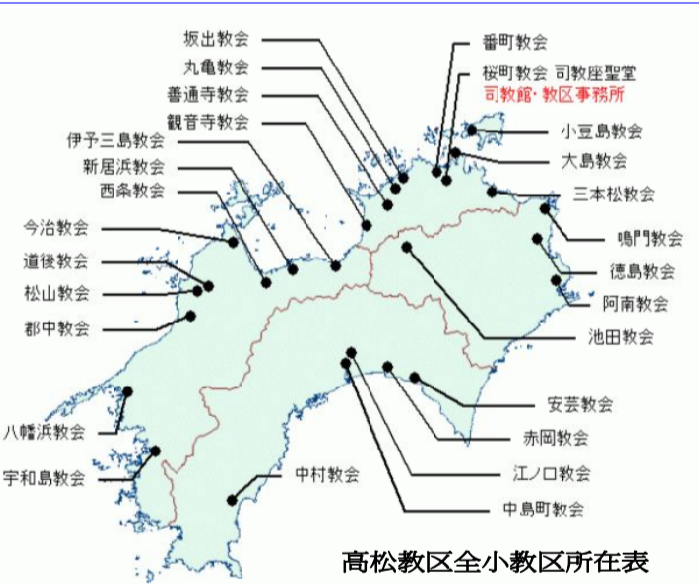 坂出教会
丸亀教会
善通寺教会
観音寺教会
伊予三島教会
新居浜教会
西条教会
今治教会
道後教会
松山教会
郡中教会
八幡浜教会
宇和島教会
番町教会
桜町教会 司教座聖堂
司教館・教区事務所
小豆島教会
大島教会
三本松教会
鳴門教会
徳島教会
阿南教会
池田教会
安芸教会
赤岡教会
江ノ口教会
中島町教会
中村教会
高松教区全小教区所在表